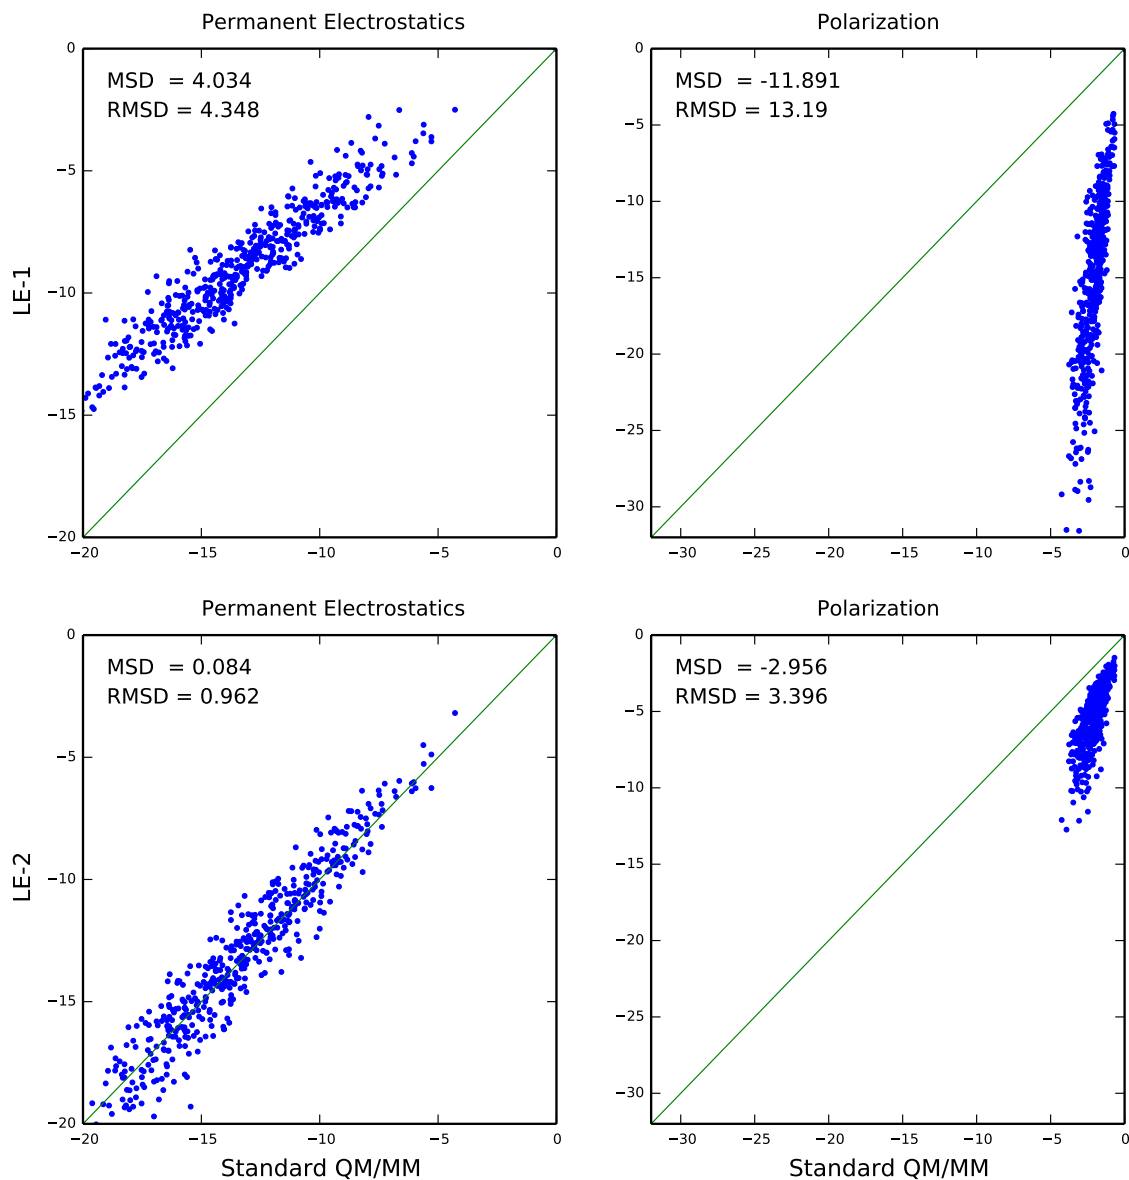 Permanent Electrostatics
MSD = 4.034
RMSD = 4.348
LE-1
0
−5
−10
−15
−20
−20 −15 −10 −5 0
Polarization
MSD = -11.891
RMSD = 13.19
0
−5
−10
−15
−20
−25
−30
−30 −25 −20 −15 −10 −5 0
Permanent Electrostatics
MSD = 0.084
RMSD = 0.962
LE-2
0
−5
−10
−15
−20
−20 −15 −10 −5 0
Standard QM/MM
Polarization
MSD = -2.956
RMSD = 3.396
0
−5
−10
−15
−20
−25
−30
−30 −25 −20 −15 −10 −5 0
Standard QM/MM